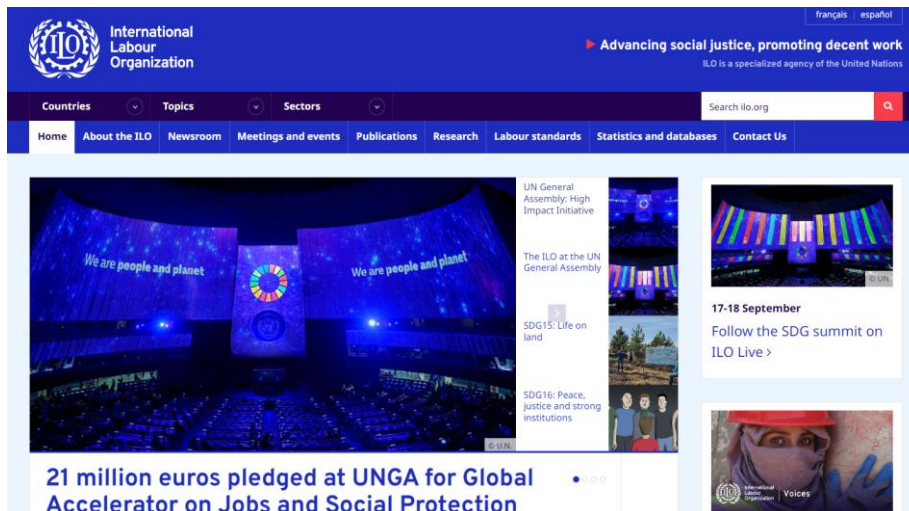 français
español
International
Labour
Organization
Advancing social justice, promoting decent work
ILO is a specialized agency of the United Nations
Countries
Topics
Sectors
Search ilo.org
Home
About the ILO
Newsroom
Meetings and events
Publications
Research
Labour standards
Statistics and databases
Contact Us
We are people and planet
We are people and planet
© U.N.
UN General
Assembly: High
Impact Initiative
The ILO at the UN
General Assembly
SDG15: Life on
land
SDG16: Peace,
justice and strong
institutions
21 million euros pledged at UNGA for Global
Accelerator on Jobs and Social Protection
© U.N.
17-18 September
Follow the SDG summit on
ILO Live >
International
Labour
Organization
Voices